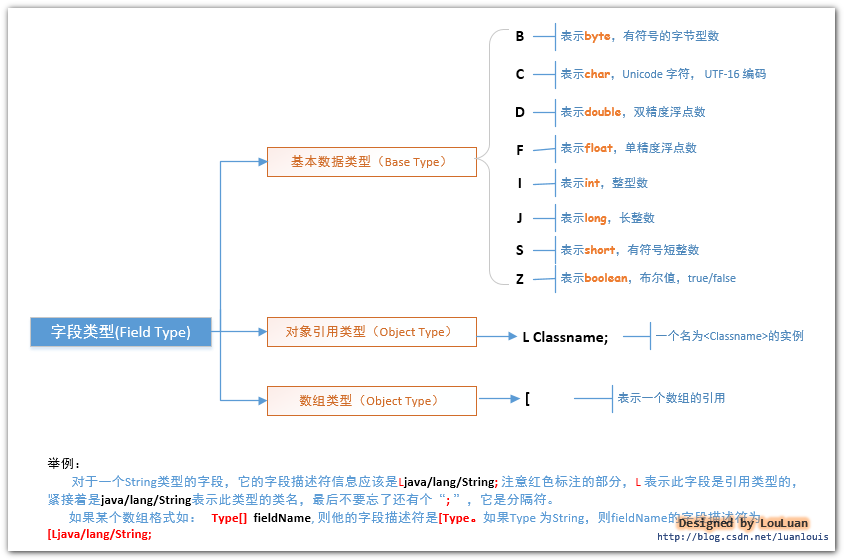 B 表示byte，有符号的字节型数
C 表示char，Unicode 字符， UTF-16 编码
D 表示double，双精度浮点数
F 表示float，单精度浮点数
基本数据类型（Base Type）
I 表示int，整型数
J 表示long，长整数
S 表示short，有符号短整数
Z 表示boolean，布尔值，true/false
字段类型(Field Type)
对象引用类型（Object Type）
L Classname;
一个名为<Classname>的实例
数组类型（Object Type）
[
表示一个数组的引用
举例：
对于一个String类型的字段，它的字段描述符信息应该是Ljava/lang/String; 注意红色标注的部分，L 表示此字段是引用类型的，
紧接着是java/lang/String表示此类型的类名，最后不要忘了还有个“;”，它是分隔符。
如果某个数组格式如： Type[] fieldName, 则他的字段描述符是[Type。如果Type 为String，则fieldName的字段描述符为
[Ljava/lang/String;
Designed by LouLuan
http://blog.csdn.net/luanlouis